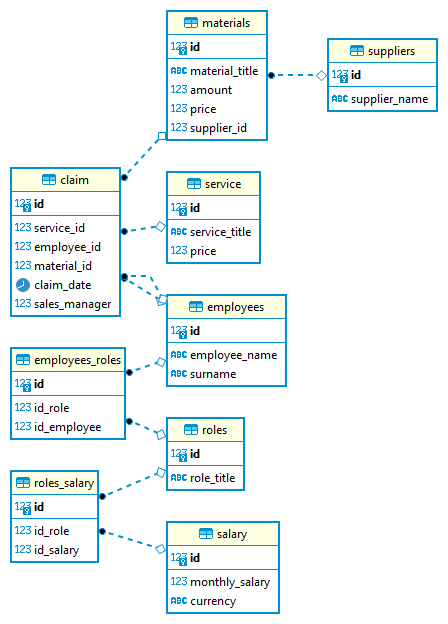 materials
123 id
ABC material_title
123 amount
123 price
123 supplier_id
suppliers
123 id
ABC supplier_name
claim
123 id
123 service_id
123 employee_id
123 material_id
claim_date
123 sales_manager
service
123 id
ABC service_title
123 price
employees
123 id
ABC employee_name
ABC surname
employees_roles
123 id
123 id_role
123 id_employee
roles
123 id
ABC role_title
roles_salary
123 id
123 id_role
123 id_salary
salary
123 id
123 monthly_salary
ABC currency